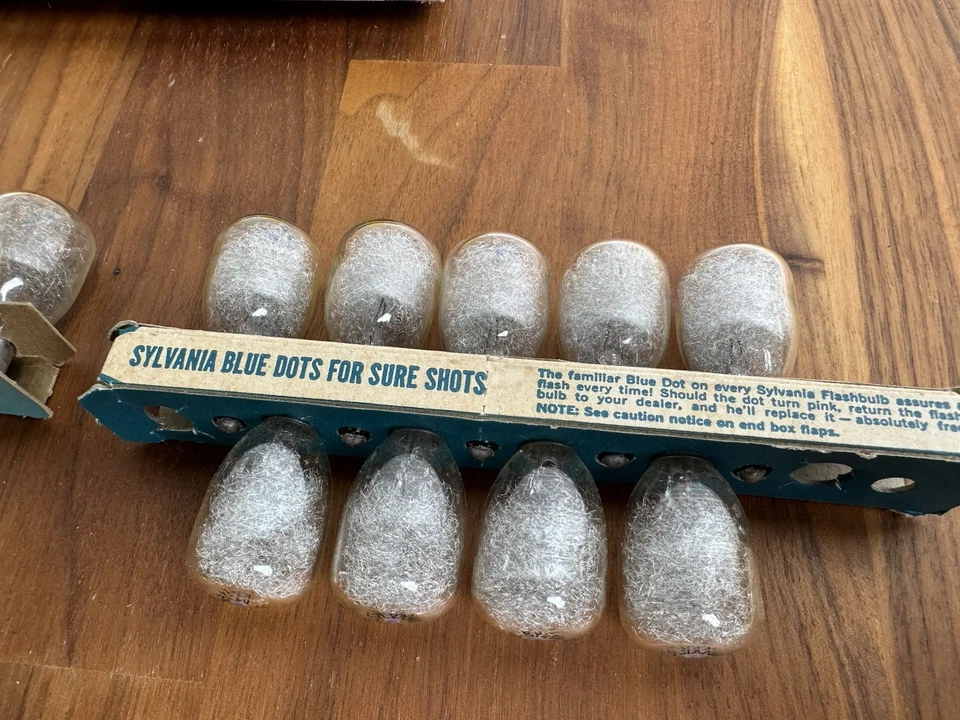 SYLVANIA BLUE DOTS FOR SURE SHOTS
The familiar Blue Dot on every Sylvania Flashbulb assures
flash every time! Should the dot turn pink, return the
bulb to your dealer, and he'll replace it — absolutely
NOTE: See caution notice on end box flaps.